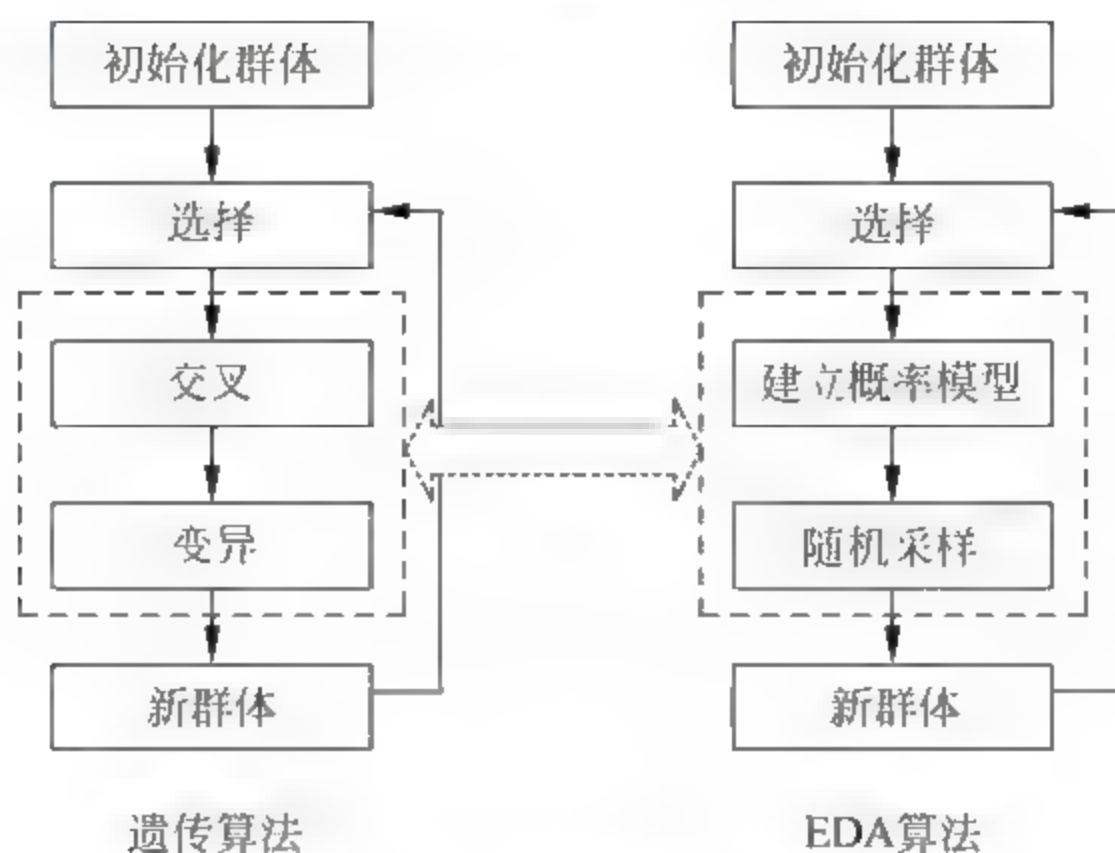 初始化群体
选择
交叉
变异
新群体
遗传算法
初始化群体
选择
建立概率模型
随机采样
新群体
EDA算法